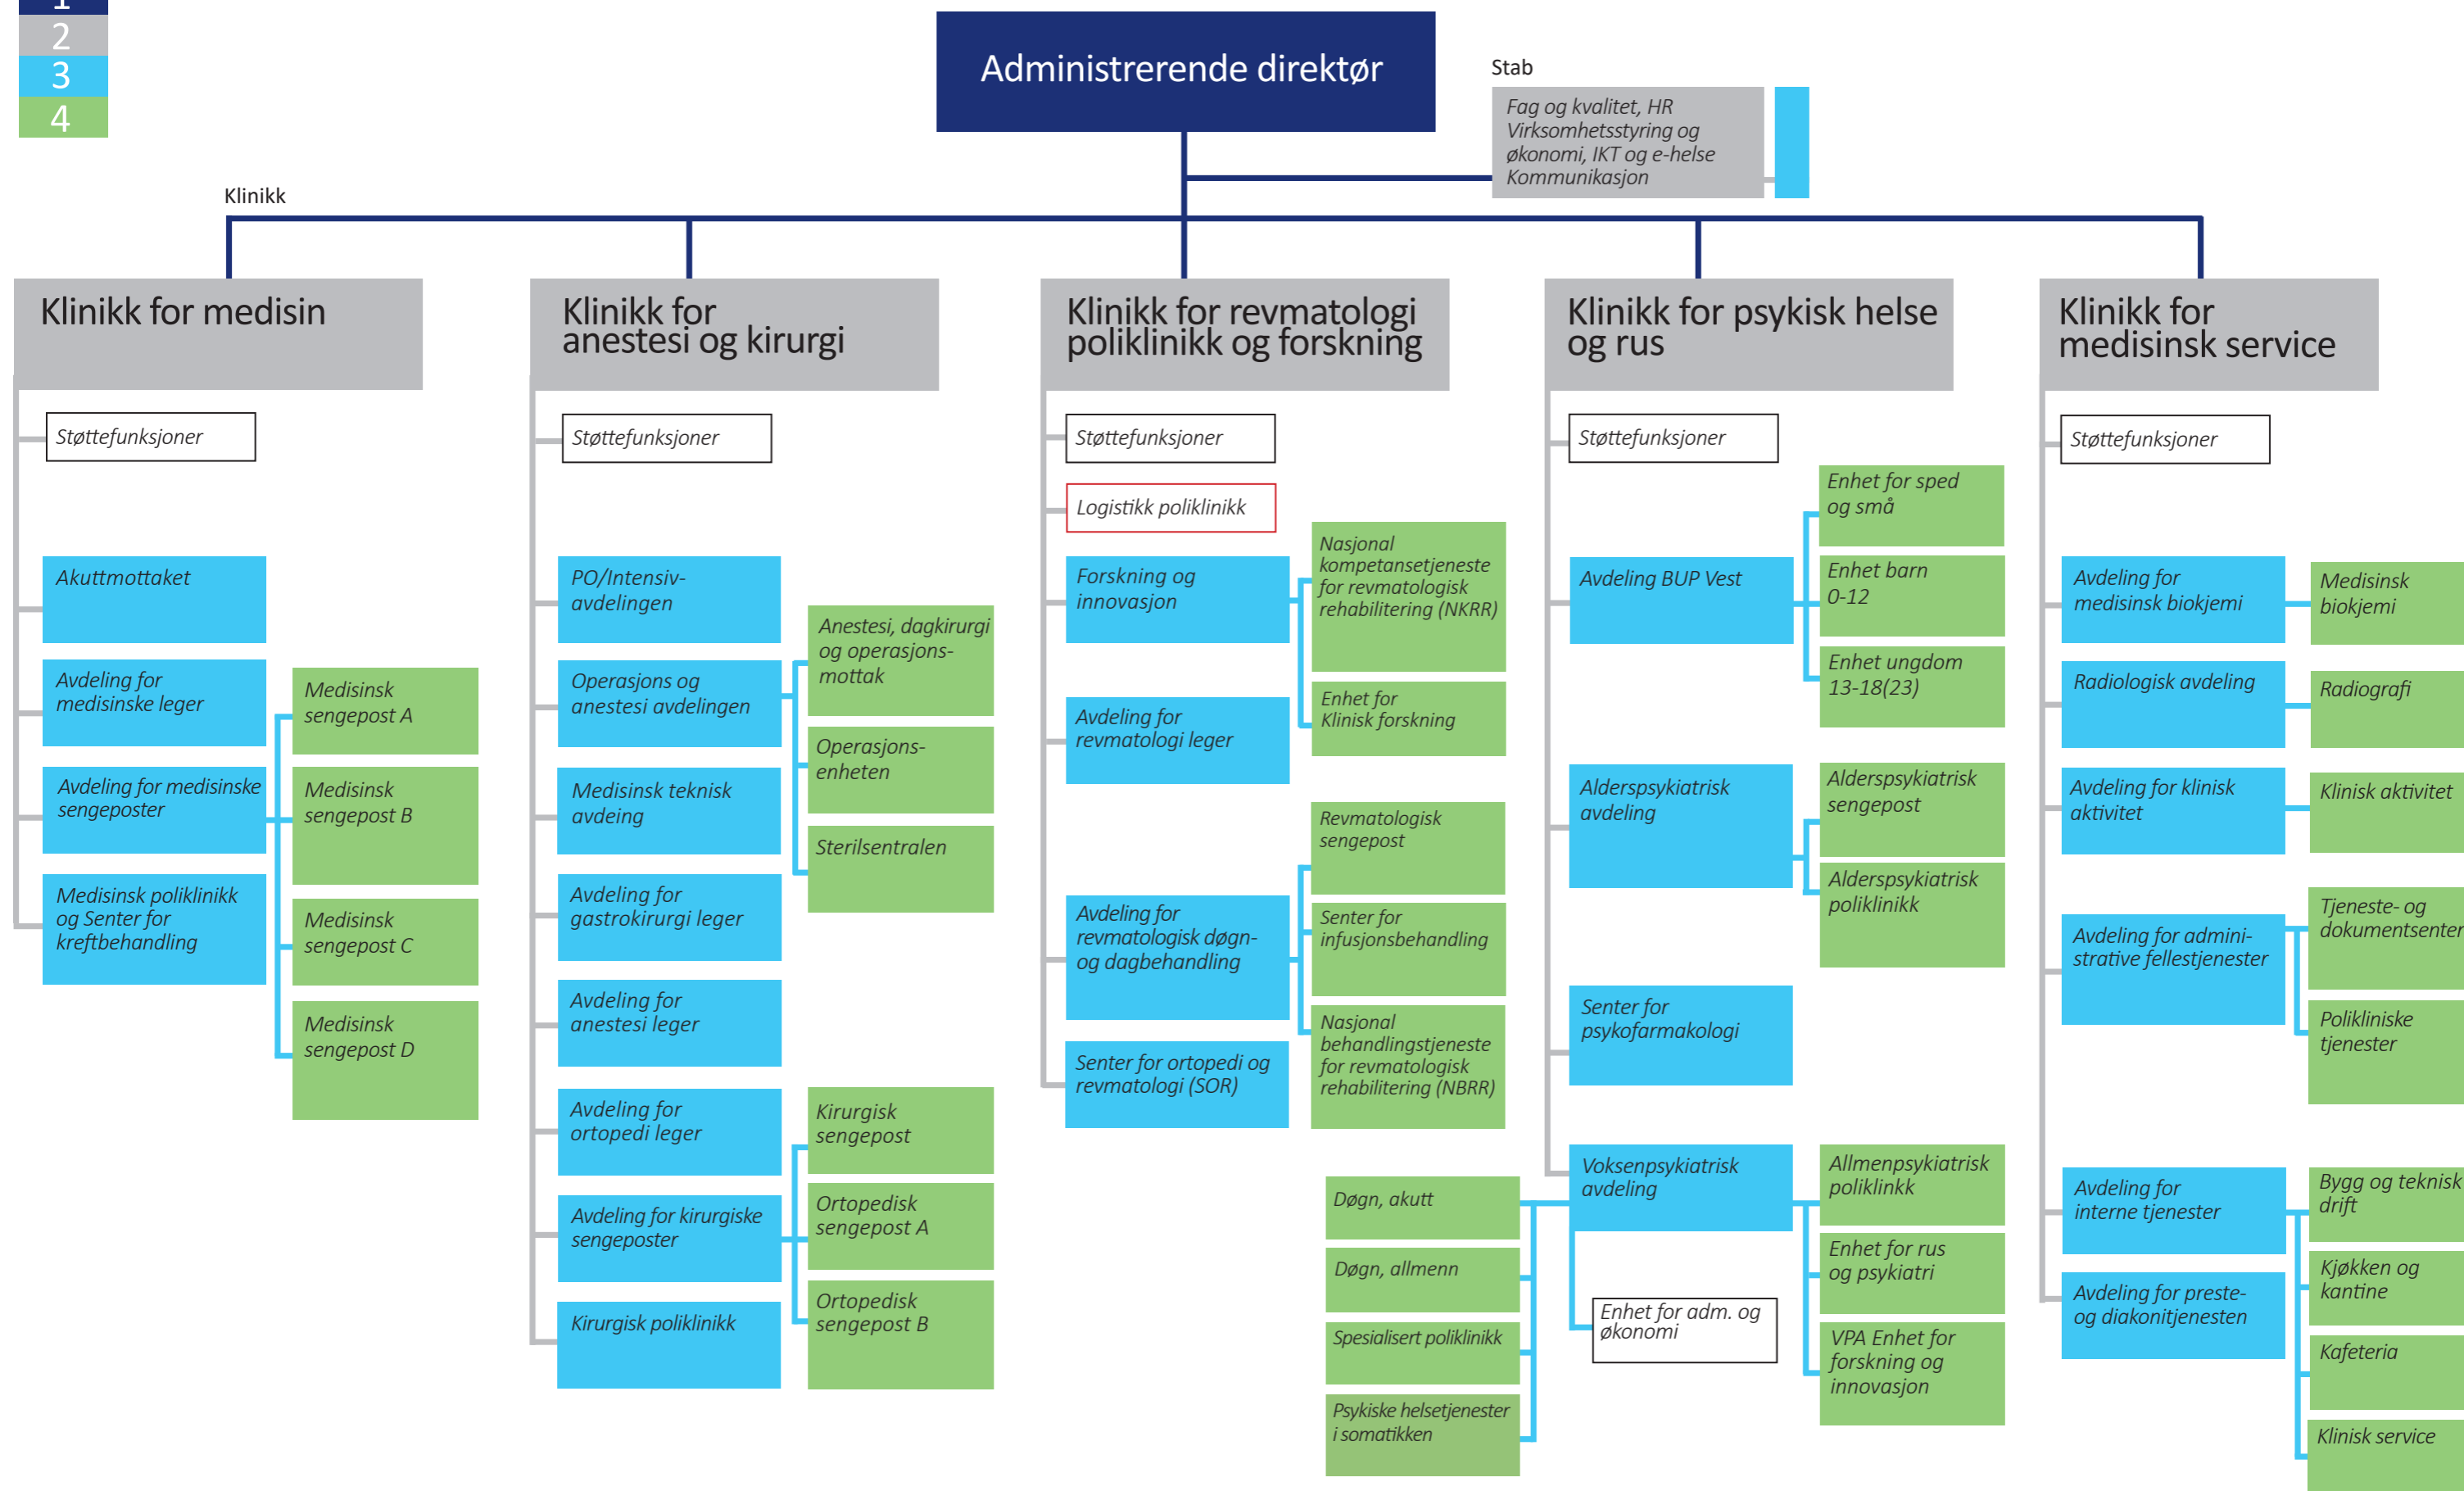 1
2
3
4
Administrerende direktør
Stab
Fag og kvalitet, HR
Virksomhetsstyring og
økonomi, IKT og e-helse
Kommunikasjon
Klinikk
Klinikk for medisin
Støttefunksjoner
Akuttmottaket
Avdeling for
medisinske leger
Avdeling for medisinske
sengeposter
Medisinsk poliklinikk
og Senter for
kreftbehandling
Medisinsk
sengepost A
Medisinsk
sengepost B
Medisinsk
sengepost C
Medisinsk
sengepost D
Klinikk for
anestesi og kirurgi
Støttefunksjoner
PO/Intensiv-
avdelingen
Operasjons og
anestesi avdelingen
Medisinsk teknisk
avdeing
Avdeling for
gastrokirurgi leger
Avdeling for
anestesi leger
Avdeling for
ortopedi leger
Avdeling for kirurgiske
sengeposter
Kirurgisk poliklinikk
Anestesi, dagkirurgi
og operasjons-
mottak
Operasjons-
enheten
Sterilsentralen
Kirurgisk
sengepost
Ortopedisk
sengepost A
Ortopedisk
sengepost B
Klinikk for revmatologi
poliklinikk og forskning
Støttefunksjoner
Logistikk poliklinikk
Forskning og
innovasjon
Avdeling for
revmatologi leger
Avdeling for
revmatologisk døgn-
og dagbehandling
Senter for ortopedi og
revmatologi (SOR)
Nasjonal
kompetansetjeneste
for revmatologisk
rehabilitering (NKRR)
Enhet for
Klinisk forskning
Revmatologisk
sengepost
Senter for
infusjonsbehandling
Nasjonal
behandlingstjeneste
for revmatologisk
rehabilitering (NBRR)
Klinikk for psykisk helse
og rus
Støttefunksjoner
Avdeling BUP Vest
Enhet for sped
og små
Enhet barn
0-12
Enhet ungdom
13-18(23)
Alderspsykiatrisk
avdeling
Alderspsykiatrisk
sengepost
Alderspsykiatrisk
poliklinikk
Senter for
psykofarmakologi
Voksenpsykiatrisk
avdeling
Døgn, akutt
Døgn, allmenn
Spesialisert poliklinikk
Psykiske helsetjenester
i somatikken
Enhet for adm. og
økonomi
Allmenpsykiatrisk
poliklinkk
Enhet for rus
og psykiatri
VPA Enhet for
forskning og
innovasjon
Klinikk for
medisinsk service
Støttefunksjoner
Avdeling for
medisinsk biokjemi
Medisinsk
biokjemi
Radiologisk avdeling
Radiografi
Avdeling for klinisk
aktivitet
Klinisk aktivitet
Avdeling for admini-
strative fellestjenester
Tjeneste- og
dokumentsenter
Polikliniske
tjenester
Avdeling for
interne tjenester
Avdeling for preste-
og diakonitjenesten
Bygg og teknisk
drift
Kjøkken og
kantine
Kafeteria
Klinisk service